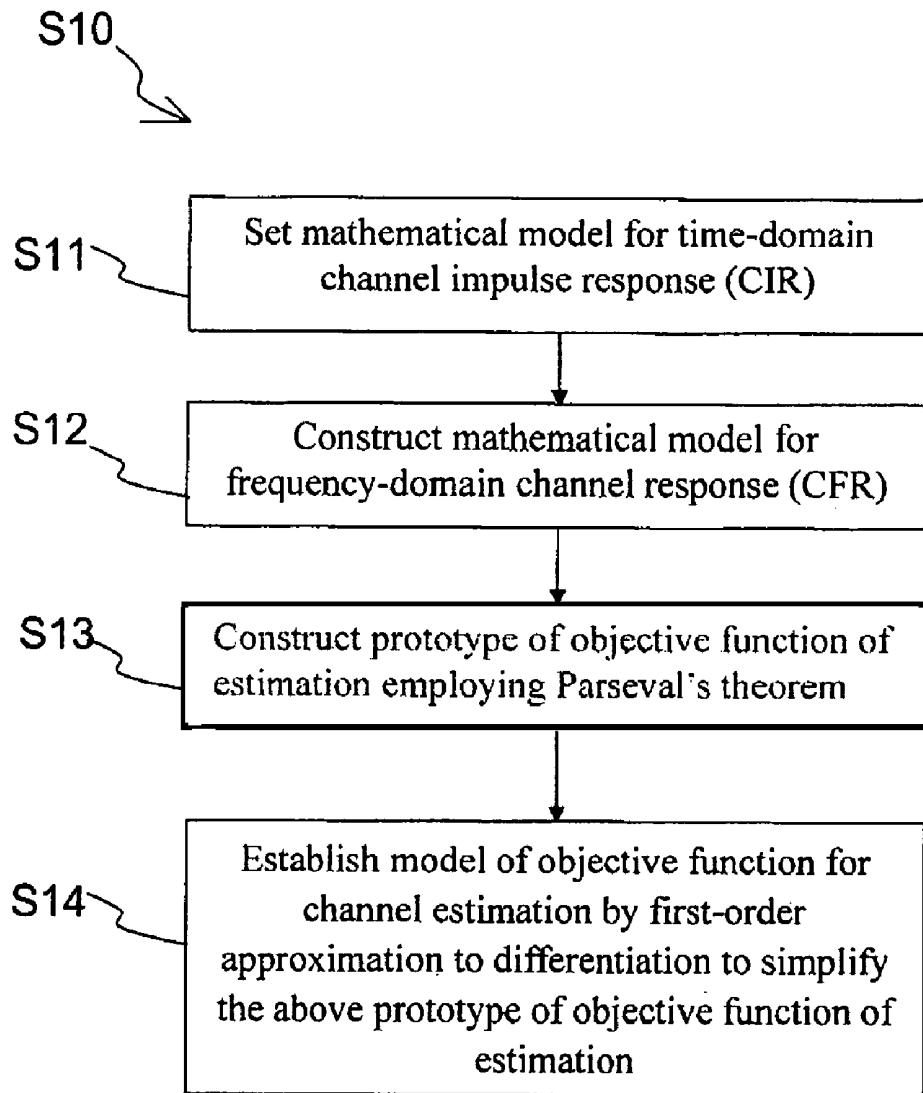 S10
S11
Set mathematical model for time-domain
channel impulse response (CIR)
S12
Construct mathematical model for
frequency-domain channel response (CFR)
S13
Construct prototype of objective function of
estimation employing Parseval's theorem
S14
Establish model of objective function for
channel estimation by first-order
approximation to differentiation to simplify
the above prototype of objective function of
estimation